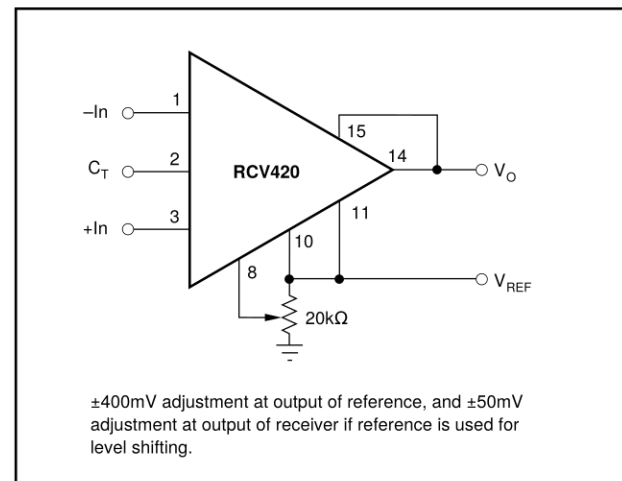 –In
1
15
14
C_T
2
RCV420
V_O
+In
3
11
10
8
V_REF
20kΩ
±400mV adjustment at output of reference, and ±50mV
adjustment at output of receiver if reference is used for
level shifting.